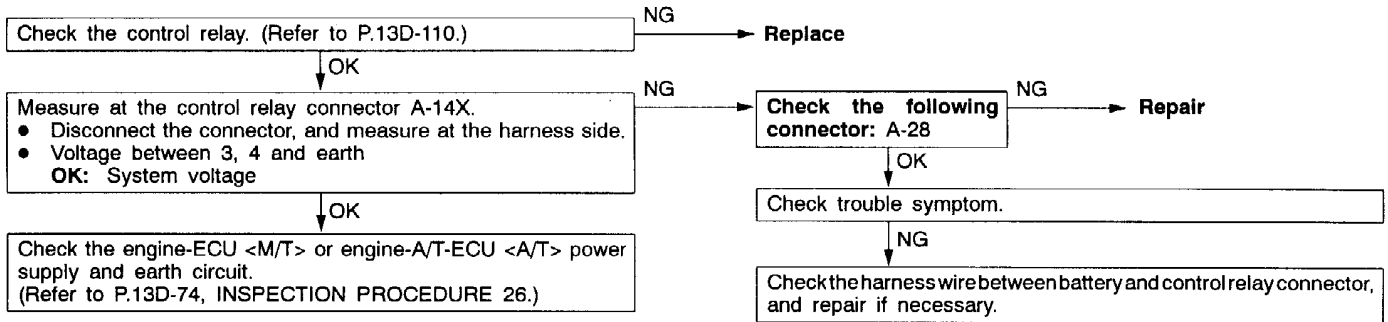 Check the control relay. (Refer to P.13D-110.)
NG
Replace
OK
Measure at the control relay connector A-14X.
● Disconnect the connector, and measure at the harness side.
● Voltage between 3, 4 and earth
OK: System voltage
NG
Check the following
connector: A-28
NG
Repair
OK
Check trouble symptom.
NG
Check the harness wire between battery and control relay connector,
and repair if necessary.
OK
Check the engine-ECU <M/T> or engine-A/T-ECU <A/T> power
supply and earth circuit.
(Refer to P.13D-74, INSPECTION PROCEDURE 26.)